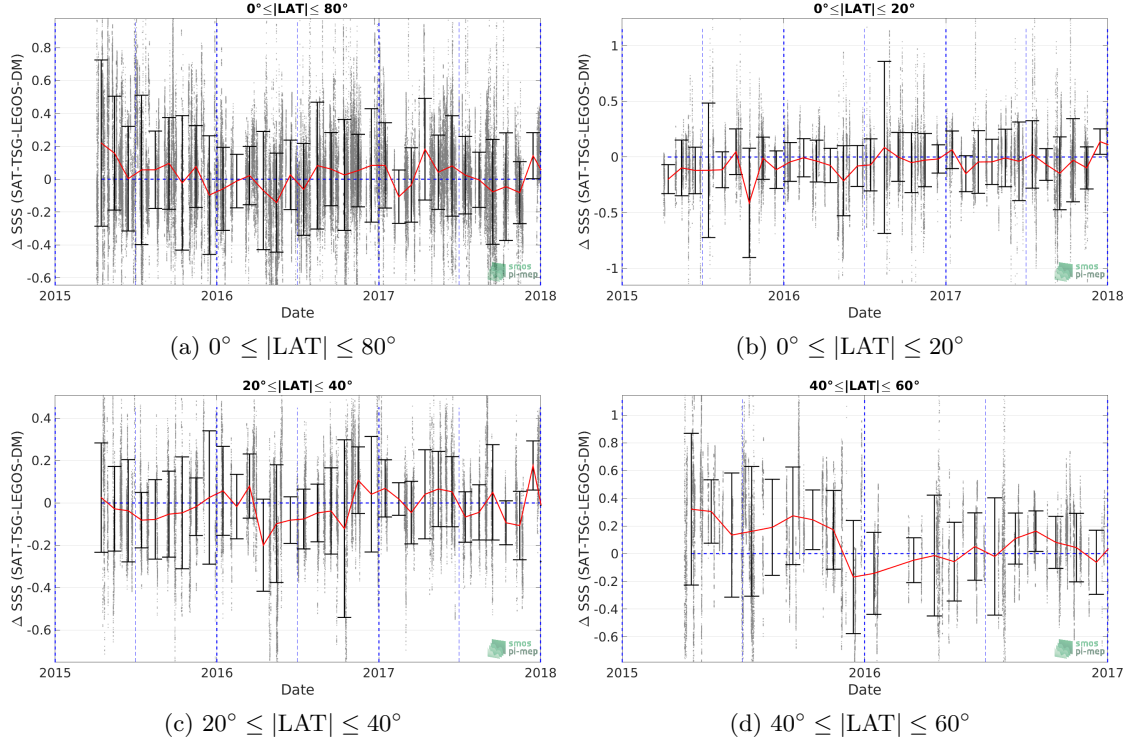 0°≤|LAT|≤ 80°
Δ SSS (SAT-TSG-LEGOS-DM)
0.8
0.6
0.4
0.2
0
-0.2
-0.4
-0.6
2015
2016
2017
2018
Date
smos
pi-mep
(a) 0° ≤ |LAT| ≤ 80°
0°≤|LAT|≤ 20°
Δ SSS (SAT-TSG-LEGOS-DM)
1
0.5
0
-0.5
-1
2015
2016
2017
2018
Date
smos
pi-mep
(b) 0° ≤ |LAT| ≤ 20°
20°≤|LAT|≤ 40°
Δ SSS (SAT-TSG-LEGOS-DM)
0.4
0.2
0
-0.2
-0.4
-0.6
2015
2016
2017
2018
Date
smos
pi-mep
(c) 20° ≤ |LAT| ≤ 40°
40°≤|LAT|≤ 60°
Δ SSS (SAT-TSG-LEGOS-DM)
1
0.8
0.6
0.4
0.2
0
-0.2
-0.4
-0.6
2015
2016
2017
Date
smos
pi-mep
(d) 40° ≤ |LAT| ≤ 60°